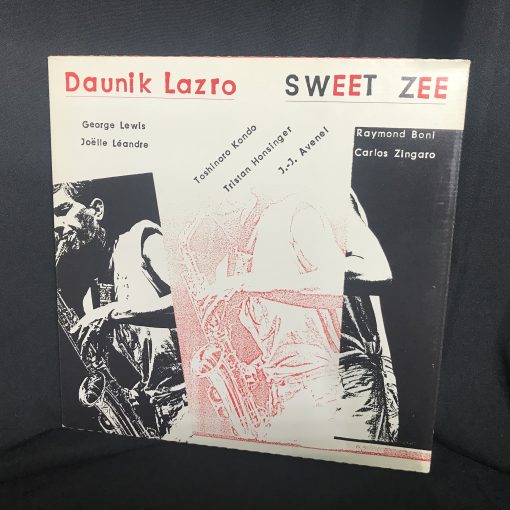 Daunik Lazro SWEET ZEE
George Lewis
Joëlle Léandre
Toshinoro Kondo
Tristan Honsinger
J.-J. Avenel
Raymond Boni
Carlos Zingaro